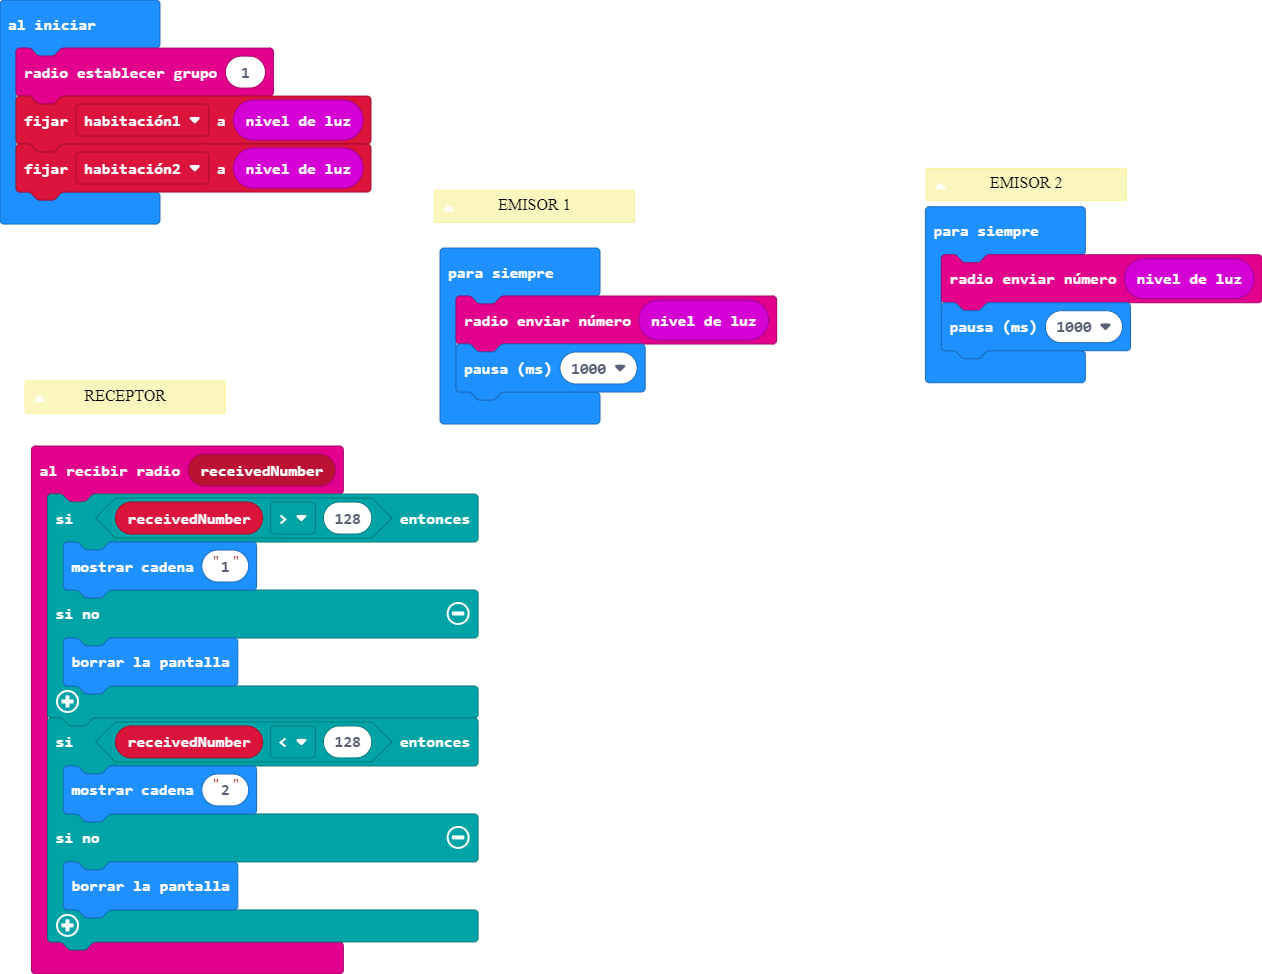 al iniciar
radio establecer grupo 1
fijar habitación1 a nivel de luz
fijar habitación2 a nivel de luz
EMISOR 1
para siempre
radio enviar número nivel de luz
pausa (ms) 1000
EMISOR 2
para siempre
radio enviar número nivel de luz
pausa (ms) 1000
RECEPTOR
al recibir radio receivedNumber
si receivedNumber > 128 entonces
mostrar cadena "1"
si no
borrar la pantalla
si receivedNumber < 128 entonces
mostrar cadena "2"
si no
borrar la pantalla